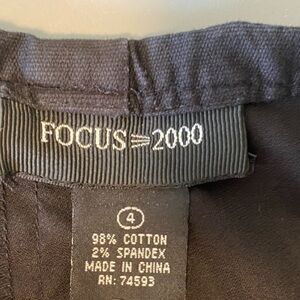 FOCUS 2000
4
98% COTTON
2% SPANDEX
MADE IN CHINA
RN: 74593